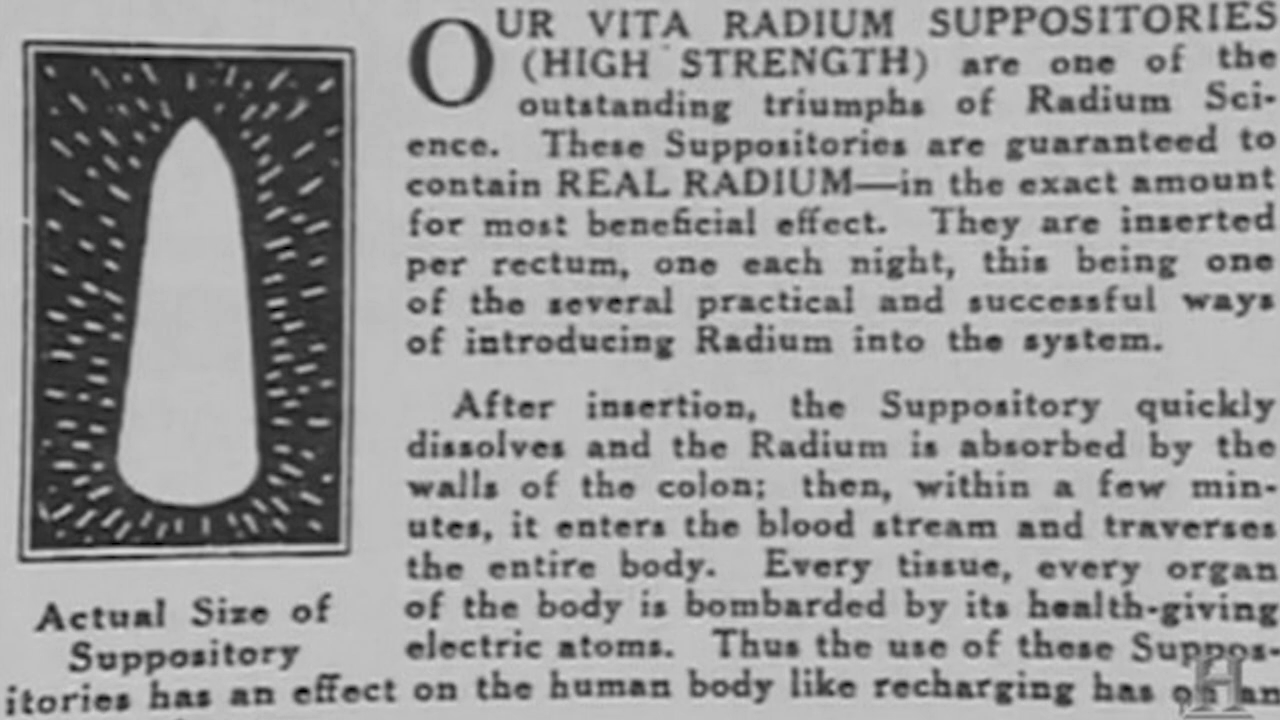 OUR VITA RADIUM SUPPOSITORIES
(HIGH STRENGTH) are one of the
outstanding triumphs of Radium Sci-
ence. These Suppositories are guaranteed to
contain REAL RADIUM—in the exact amount
for most beneficial effect. They are inserted
per rectum, one each night, this being one
of the several practical and successful ways
of introducing Radium into the system.
After insertion, the Suppository quickly
dissolves and the Radium is absorbed by the
walls of the colon; then, within a few min-
utes, it enters the blood stream and traverses
the entire body. Every tissue, every organ
of the body is bombarded by its health-giving
electric atoms. Thus the use of these Suppos-
itories has an effect on the human body like recharging has on an
Actual Size of
Suppository
H